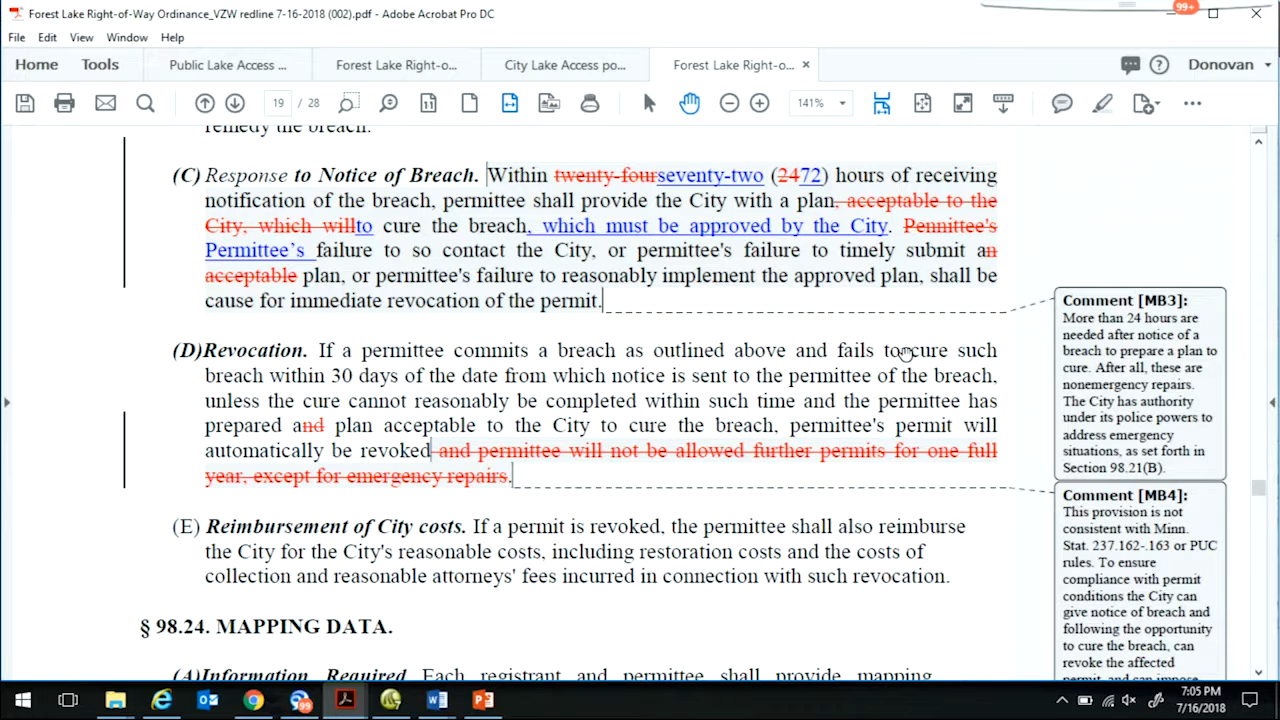 Forest Lake Right-of-Way Ordinance_VZW redline 7-16-2018 (002).pdf - Adobe Acrobat Pro DC
99+
File Edit View Window Help
Home Tools Public Lake Access ... Forest Lake Right-o... City Lake Access po... Forest Lake Right-o... × Donovan
19 / 28 141%
remedy the breach.
(C) Response to Notice of Breach. Within twenty-fourseventy-two (2472) hours of receiving
notification of the breach, permittee shall provide the City with a plan, acceptable to the
City, which willto cure the breach, which must be approved by the City. Pennittee's
Permittee’s failure to so contact the City, or permittee's failure to timely submit an
acceptable plan, or permittee's failure to reasonably implement the approved plan, shall be
cause for immediate revocation of the permit.
Comment [MB3]:
More than 24 hours are
needed after notice of a
breach to prepare a plan to
cure. After all, these are
nonemergency repairs.
The City has authority
under its police powers to
address emergency
situations, as set forth in
Section 98.21(B).
(D)Revocation. If a permittee commits a breach as outlined above and fails to cure such
breach within 30 days of the date from which notice is sent to the permittee of the breach,
unless the cure cannot reasonably be completed within such time and the permittee has
prepared and plan acceptable to the City to cure the breach, permittee's permit will
automatically be revoked and permittee will not be allowed further permits for one full
year, except for emergency repairs.
Comment [MB4]:
This provision is not
consistent with Minn.
Stat. 237.162-.163 or PUC
rules. To ensure
compliance with permit
conditions the City can
give notice of breach and
following the opportunity
to cure the breach, can
revoke the affected
permit, and can impose
(E) Reimbursement of City costs. If a permit is revoked, the permittee shall also reimburse
the City for the City's reasonable costs, including restoration costs and the costs of
collection and reasonable attorneys' fees incurred in connection with such revocation.
§ 98.24. MAPPING DATA.
(A)Information Required. Each registrant and permittee shall provide mapping
99
7:05 PM
7/16/2018